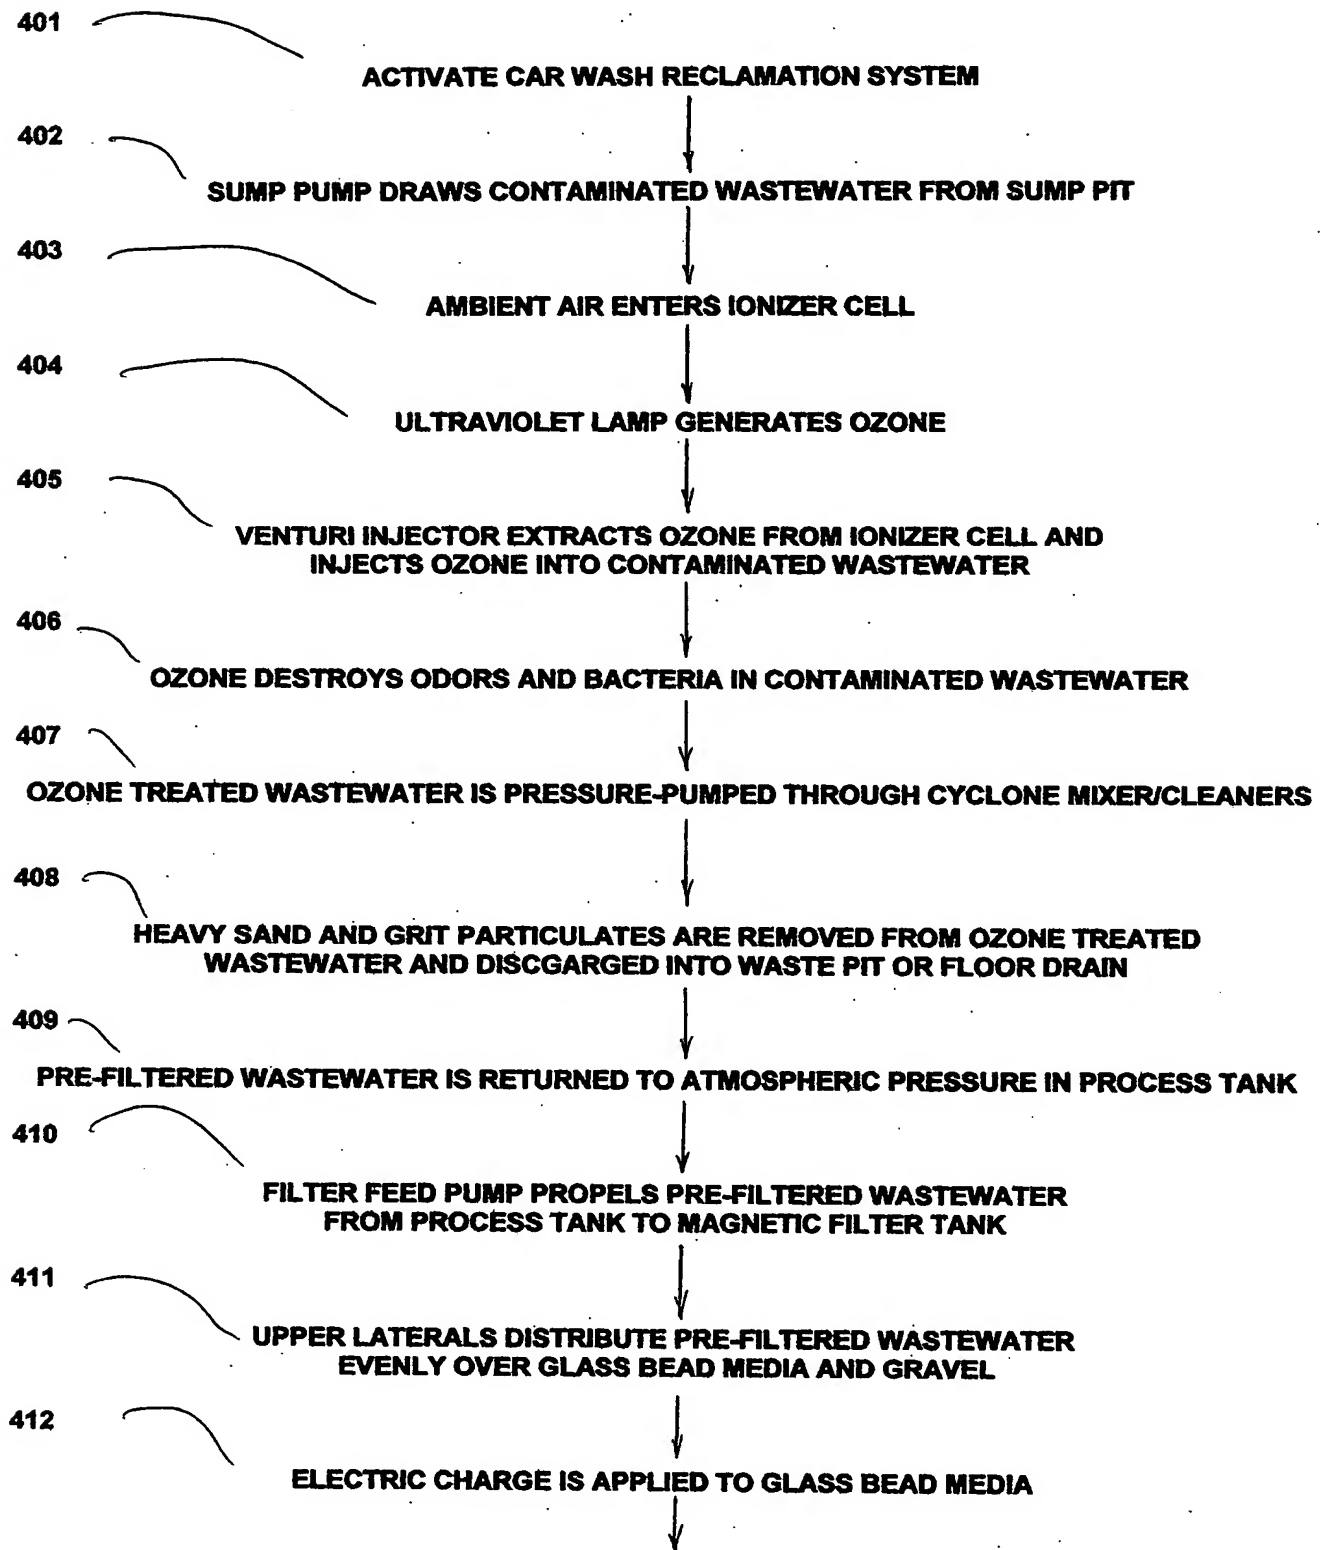 401
ACTIVATE CAR WASH RECLAMATION SYSTEM
402
SUMP PUMP DRAWS CONTAMINATED WASTEWATER FROM SUMP PIT
403
AMBIENT AIR ENTERS IONIZER CELL
404
ULTRAVIOLET LAMP GENERATES OZONE
405
VENTURI INJECTOR EXTRACTS OZONE FROM IONIZER CELL AND
INJECTS OZONE INTO CONTAMINATED WASTEWATER
406
OZONE DESTROYS ODORS AND BACTERIA IN CONTAMINATED WASTEWATER
407
OZONE TREATED WASTEWATER IS PRESSURE-PUMPED THROUGH CYCLONE MIXER/CLEANERS
408
HEAVY SAND AND GRIT PARTICULATES ARE REMOVED FROM OZONE TREATED
WASTEWATER AND DISCGARGED INTO WASTE PIT OR FLOOR DRAIN
409
PRE-FILTERED WASTEWATER IS RETURNED TO ATMOSPHERIC PRESSURE IN PROCESS TANK
410
FILTER FEED PUMP PROPELS PRE-FILTERED WASTEWATER
FROM PROCESS TANK TO MAGNETIC FILTER TANK
411
UPPER LATERALS DISTRIBUTE PRE-FILTERED WASTEWATER
EVENLY OVER GLASS BEAD MEDIA AND GRAVEL
412
ELECTRIC CHARGE IS APPLIED TO GLASS BEAD MEDIA